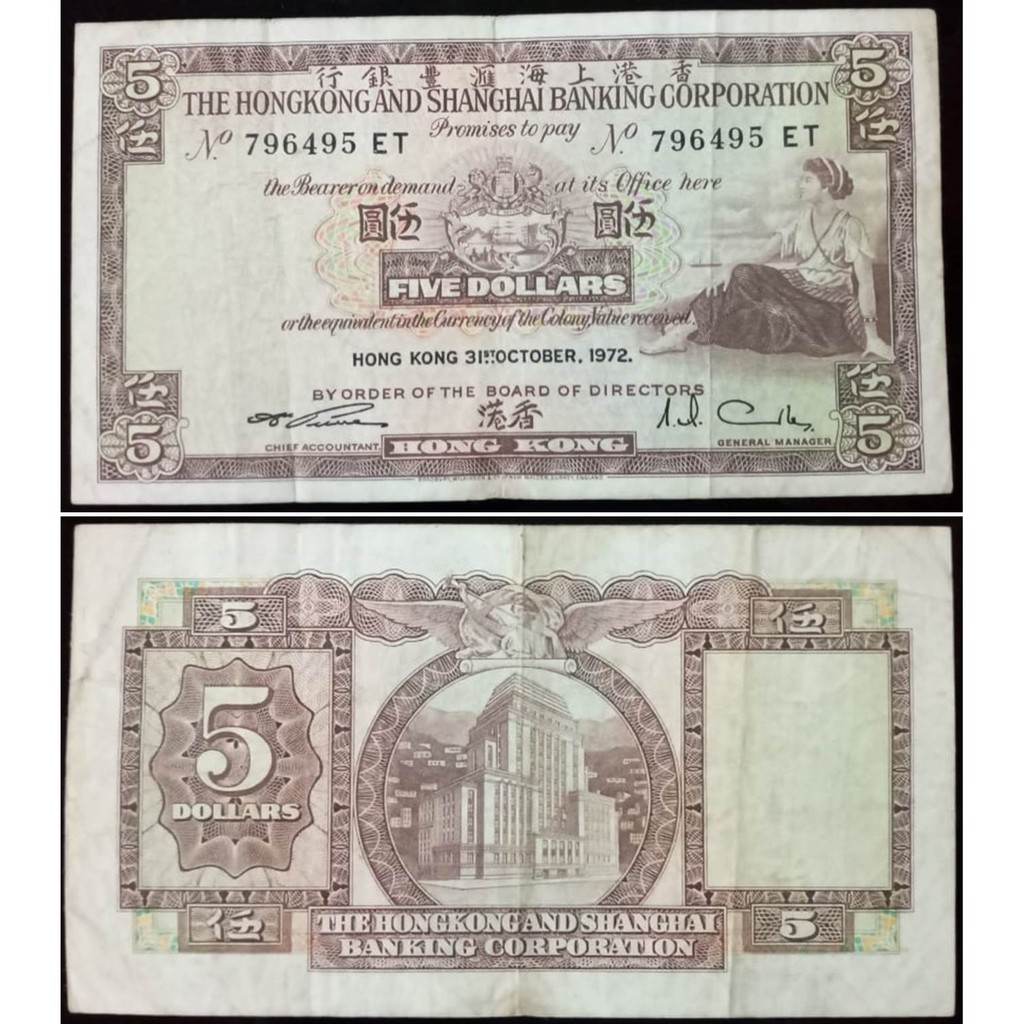 5 5
行銀豐滙海上港香
THE HONGKONG AND SHANGHAI BANKING CORPORATION
伍 伍
Promises to pay
Nº 796495 ET Nº 796495 ET
the Bearer on demand at its Office here
圓伍 圓伍
FIVE DOLLARS
or the equivalent in the Currency of the Colony Value received.
HONG KONG 31ST OCTOBER, 1972.
伍 伍
BY ORDER OF THE BOARD OF DIRECTORS
港香
5 5
CHIEF ACCOUNTANT HONG KONG GENERAL MANAGER
5 伍
5
DOLLARS
伍 5
THE HONGKONG AND SHANGHAI
BANKING CORPORATION